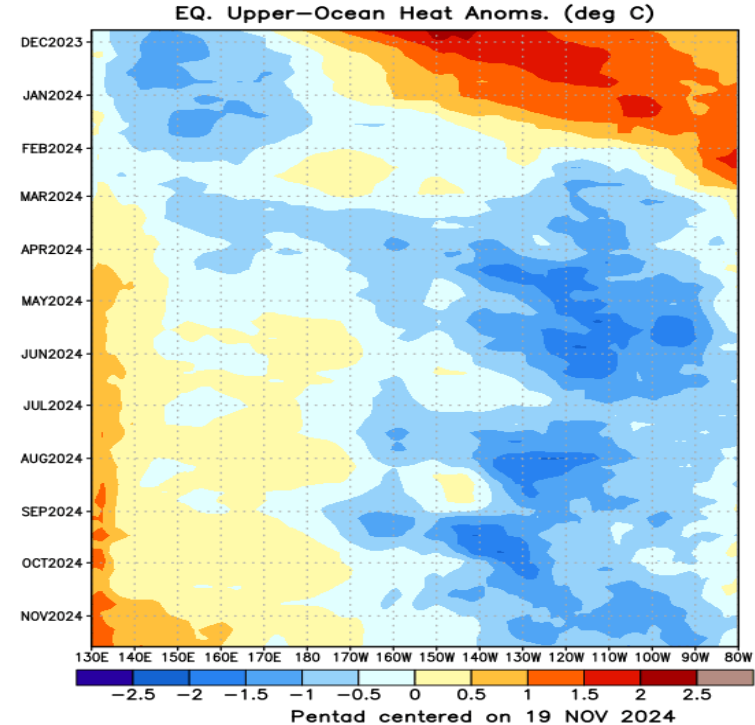 EQ. Upper-Ocean Heat Anoms. (deg C)
DEC2023
JAN2024
FEB2024
MAR2024
APR2024
MAY2024
JUN2024
JUL2024
AUG2024
SEP2024
OCT2024
NOV2024
130E 140E 150E 160E 170E 180 170W 160W 150W 140W 130W 120W 110W 100W 90W 80W
-2.5 -2 -1.5 -1 -0.5 0 0.5 1 1.5 2 2.5
Pentad centered on 19 NOV 2024